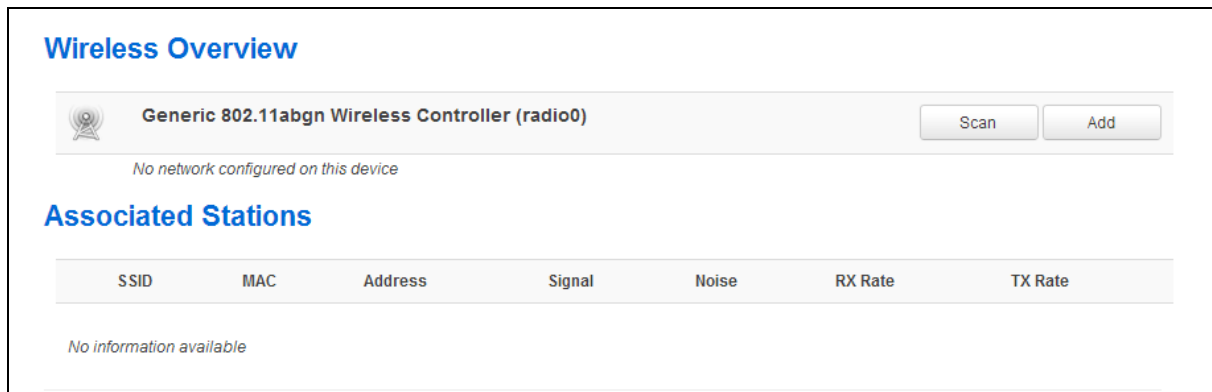 Wireless Overview
Generic 802.11abgn Wireless Controller (radio0)
Scan
Add
No network configured on this device
Associated Stations
SSID MAC Address Signal Noise RX Rate TX Rate
No information available